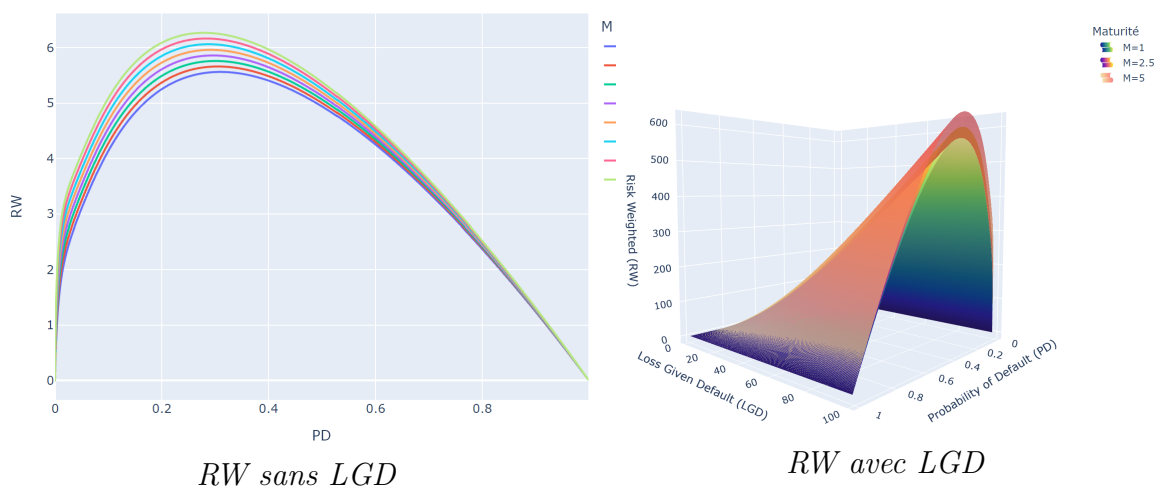 M
6
5
4
3
2
1
0
RW
0
0.2
0.4
0.6
0.8
PD
RW sans LGD
Maturité
M=1
M=2.5
M=5
600
500
400
300
200
100
0
Risk Weighted (RW)
0
20
40
60
80
100
Loss Given Default (LGD)
0
0.2
0.4
0.6
0.8
1
Probability of Default (PD)
RW avec LGD